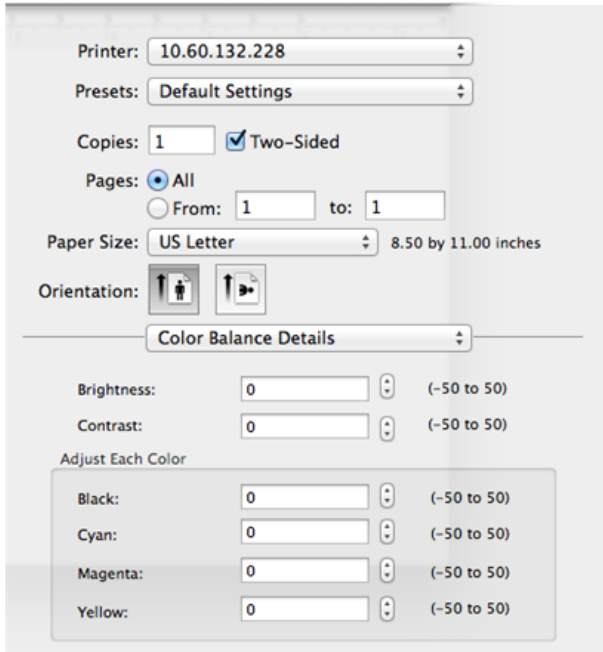 Printer: 10.60.132.228
Presets: Default Settings
Copies: 1 Two-Sided
Pages: All
From: 1 to: 1
Paper Size: US Letter 8.50 by 11.00 inches
Orientation:
Color Balance Details
Brightness: 0 (-50 to 50)
Contrast: 0 (-50 to 50)
Adjust Each Color
Black: 0 (-50 to 50)
Cyan: 0 (-50 to 50)
Magenta: 0 (-50 to 50)
Yellow: 0 (-50 to 50)